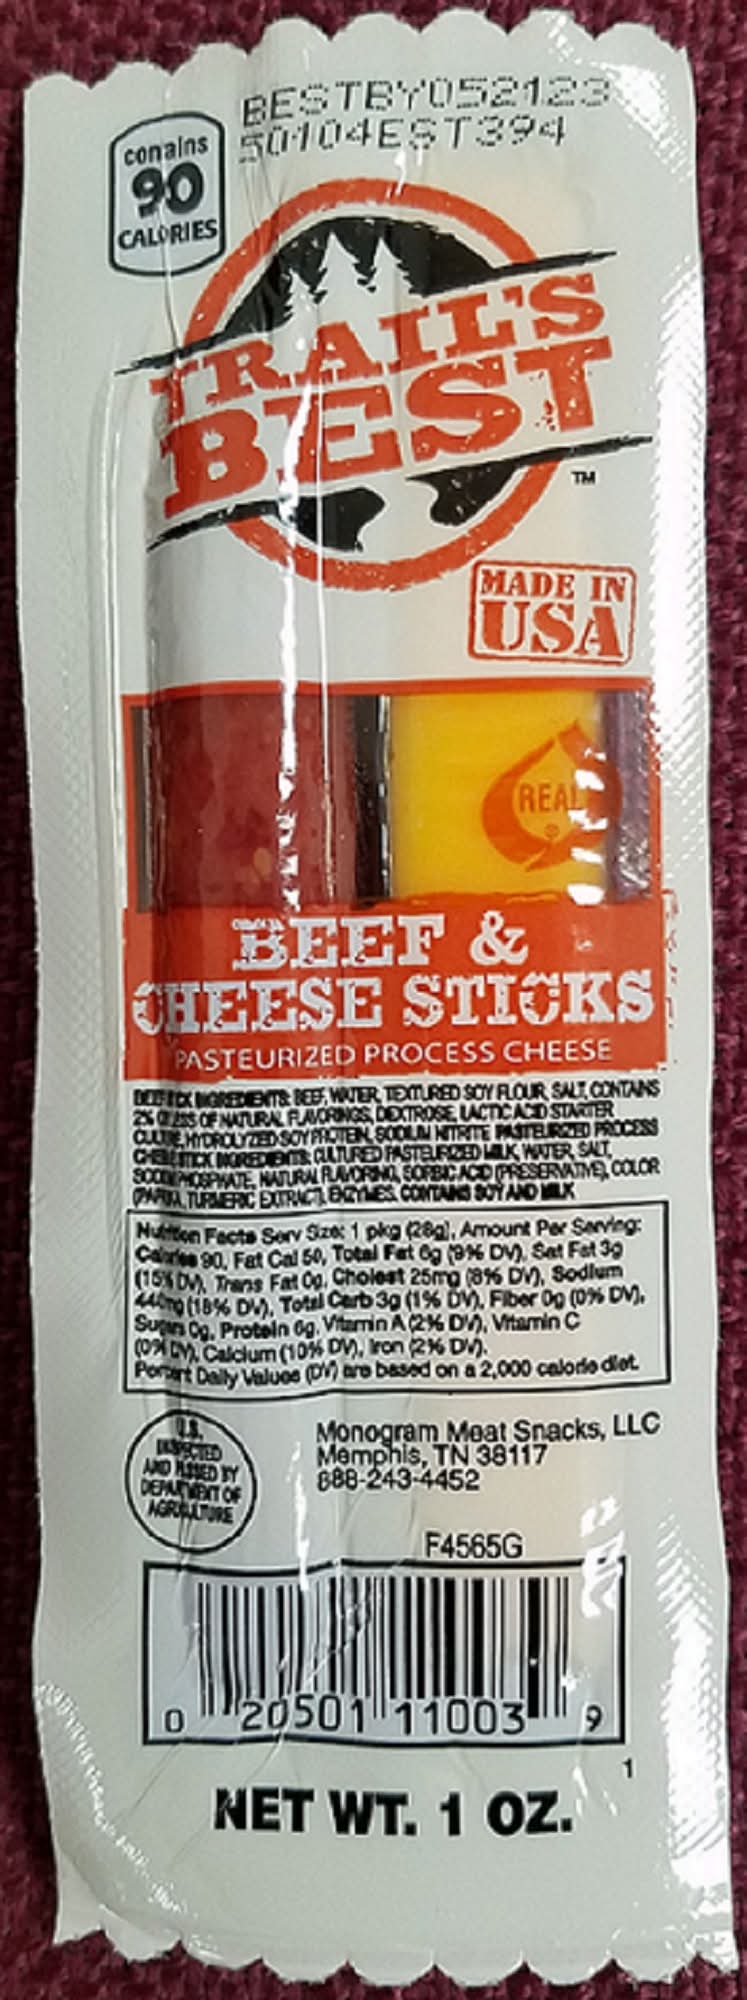 BESTBY052123
50104EST394
contains
90
CALORIES
TRAIL'S
BEST
TM
MADE IN
USA
REAL
®
BEEF &
CHEESE STICKS
PASTEURIZED PROCESS CHEESE
INGREDIENTS: BEEF, WATER, TEXTURED SOY FLOUR, SALT, CONTAINS
2% OF NATURAL FLAVORINGS, DEXTROSE, LACTIC ACID STARTER
CULTURE, HYDROLYZED SOY PROTEIN, SODIUM NITRITE PASTEURIZED PROCESS
CHEESE STICK INGREDIENTS: CULTURED PASTEURIZED MILK, WATER, SALT,
SODIUM PHOSPHATE, NATURAL FLAVORING, SORBIC ACID (PRESERVATIVE), COLOR
(PAPRIKA, TURMERIC EXTRACT), ENZYMES. CONTAINS SOY AND MILK
Nutrition Facts Serv Size: 1 pkg (28g), Amount Per Serving:
Calories 90, Fat Cal 50, Total Fat 6g (9% DV), Sat Fat 3g
(15% DV), Trans Fat 0g, Cholest 25mg (8% DV), Sodium
440mg (18% DV), Total Carb 3g (1% DV), Fiber 0g (0% DV),
Sugars 0g, Protein 6g, Vitamin A (2% DV), Vitamin C
(0% DV), Calcium (10% DV), Iron (2% DV).
Percent Daily Values (DV) are based on a 2,000 calorie diet.
U.S.
INSPECTED
AND PASSED BY
DEPARTMENT OF
AGRICULTURE
Monogram Meat Snacks, LLC
Memphis, TN 38117
888-243-4452
F4565G
0 20501 11003 9
1
NET WT. 1 OZ.